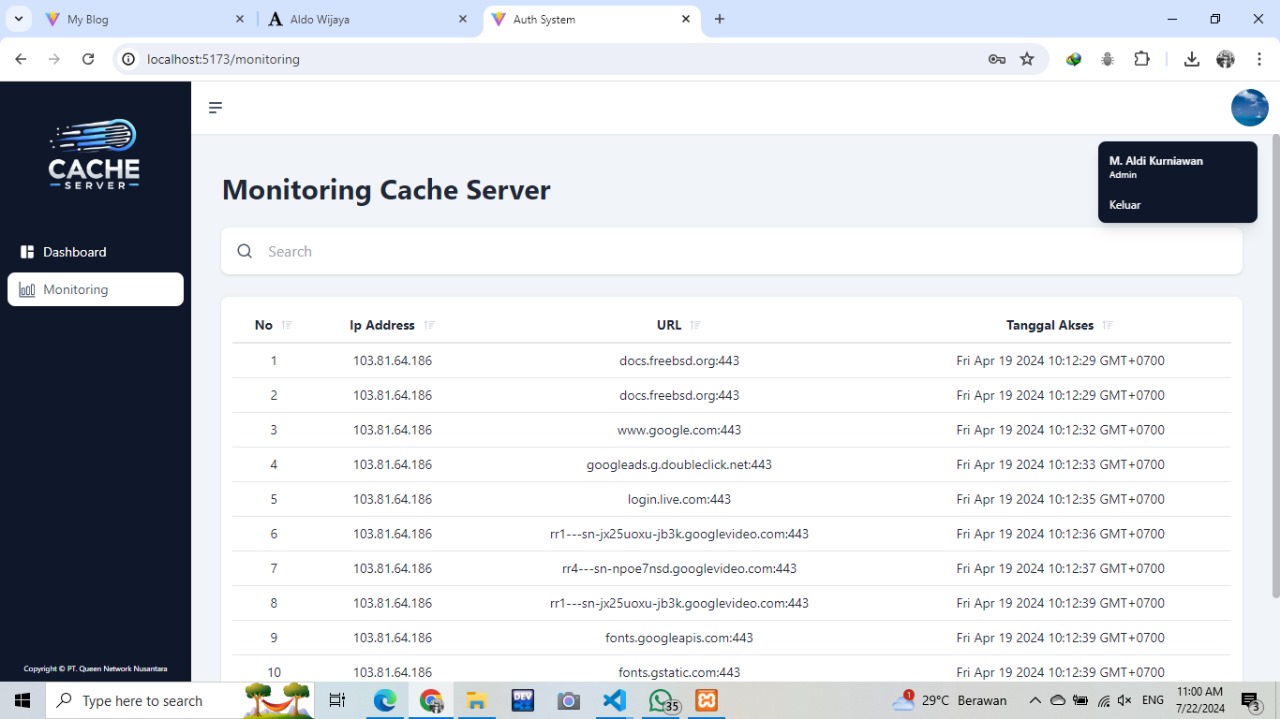 My Blog
Aldo Wijaya
Auth System
localhost:5173/monitoring
CACHE
SERVER
M. Aldi Kurniawan
Admin
Keluar
Monitoring Cache Server
Search
Dashboard
Monitoring
No Ip Address URL Tanggal Akses
1 103.81.64.186 docs.freebsd.org:443 Fri Apr 19 2024 10:12:29 GMT+0700
2 103.81.64.186 docs.freebsd.org:443 Fri Apr 19 2024 10:12:29 GMT+0700
3 103.81.64.186 www.google.com:443 Fri Apr 19 2024 10:12:32 GMT+0700
4 103.81.64.186 googleads.g.doubleclick.net:443 Fri Apr 19 2024 10:12:33 GMT+0700
5 103.81.64.186 login.live.com:443 Fri Apr 19 2024 10:12:35 GMT+0700
6 103.81.64.186 rr1---sn-jx25uoxu-jb3k.googlevideo.com:443 Fri Apr 19 2024 10:12:36 GMT+0700
7 103.81.64.186 rr4---sn-npoe7nsd.googlevideo.com:443 Fri Apr 19 2024 10:12:37 GMT+0700
8 103.81.64.186 rr1---sn-jx25uoxu-jb3k.googlevideo.com:443 Fri Apr 19 2024 10:12:39 GMT+0700
9 103.81.64.186 fonts.googleapis.com:443 Fri Apr 19 2024 10:12:39 GMT+0700
10 103.81.64.186 fonts.gstatic.com:443 Fri Apr 19 2024 10:12:39 GMT+0700
Copyright © PT. Queen Network Nusantara
Type here to search
DEV
35
1
29°C Berawan
ENG
11:00 AM
7/22/2024
3